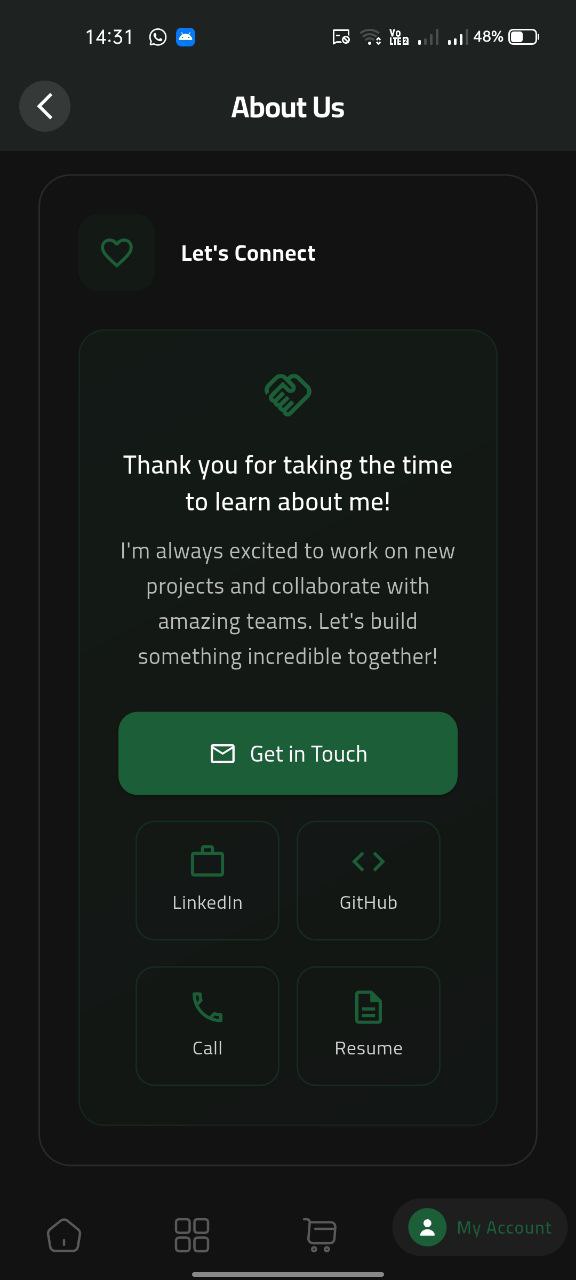 14:31
Vo
LTE2
48%
About Us
Let's Connect
Thank you for taking the time
to learn about me!
I'm always excited to work on new
projects and collaborate with
amazing teams. Let's build
something incredible together!
Get in Touch
LinkedIn
GitHub
Call
Resume
My Account